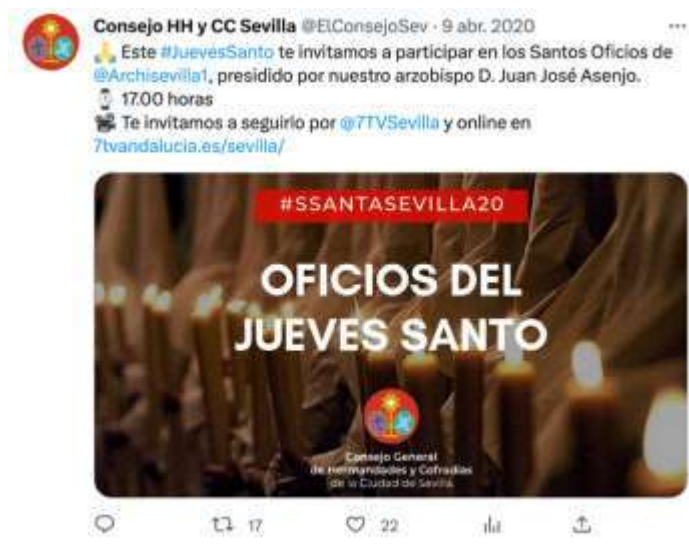 Consejo HH y CC Sevilla @ElConsejoSev · 9 abr. 2020
🙏 Este #JuevesSanto te invitamos a participar en los Santos Oficios de
@Archisevilla1, presidido por nuestro arzobispo D. Juan José Asenjo.
⌚ 17.00 horas
📽 Te invitamos a seguirlo por @7TVSevilla y online en
7tvandalucia.es/sevilla/
#SSANTASEVILLA20
OFICIOS DEL
JUEVES SANTO
Consejo General
de Hermandades y Cofradías
de la Ciudad de Sevilla
17 22